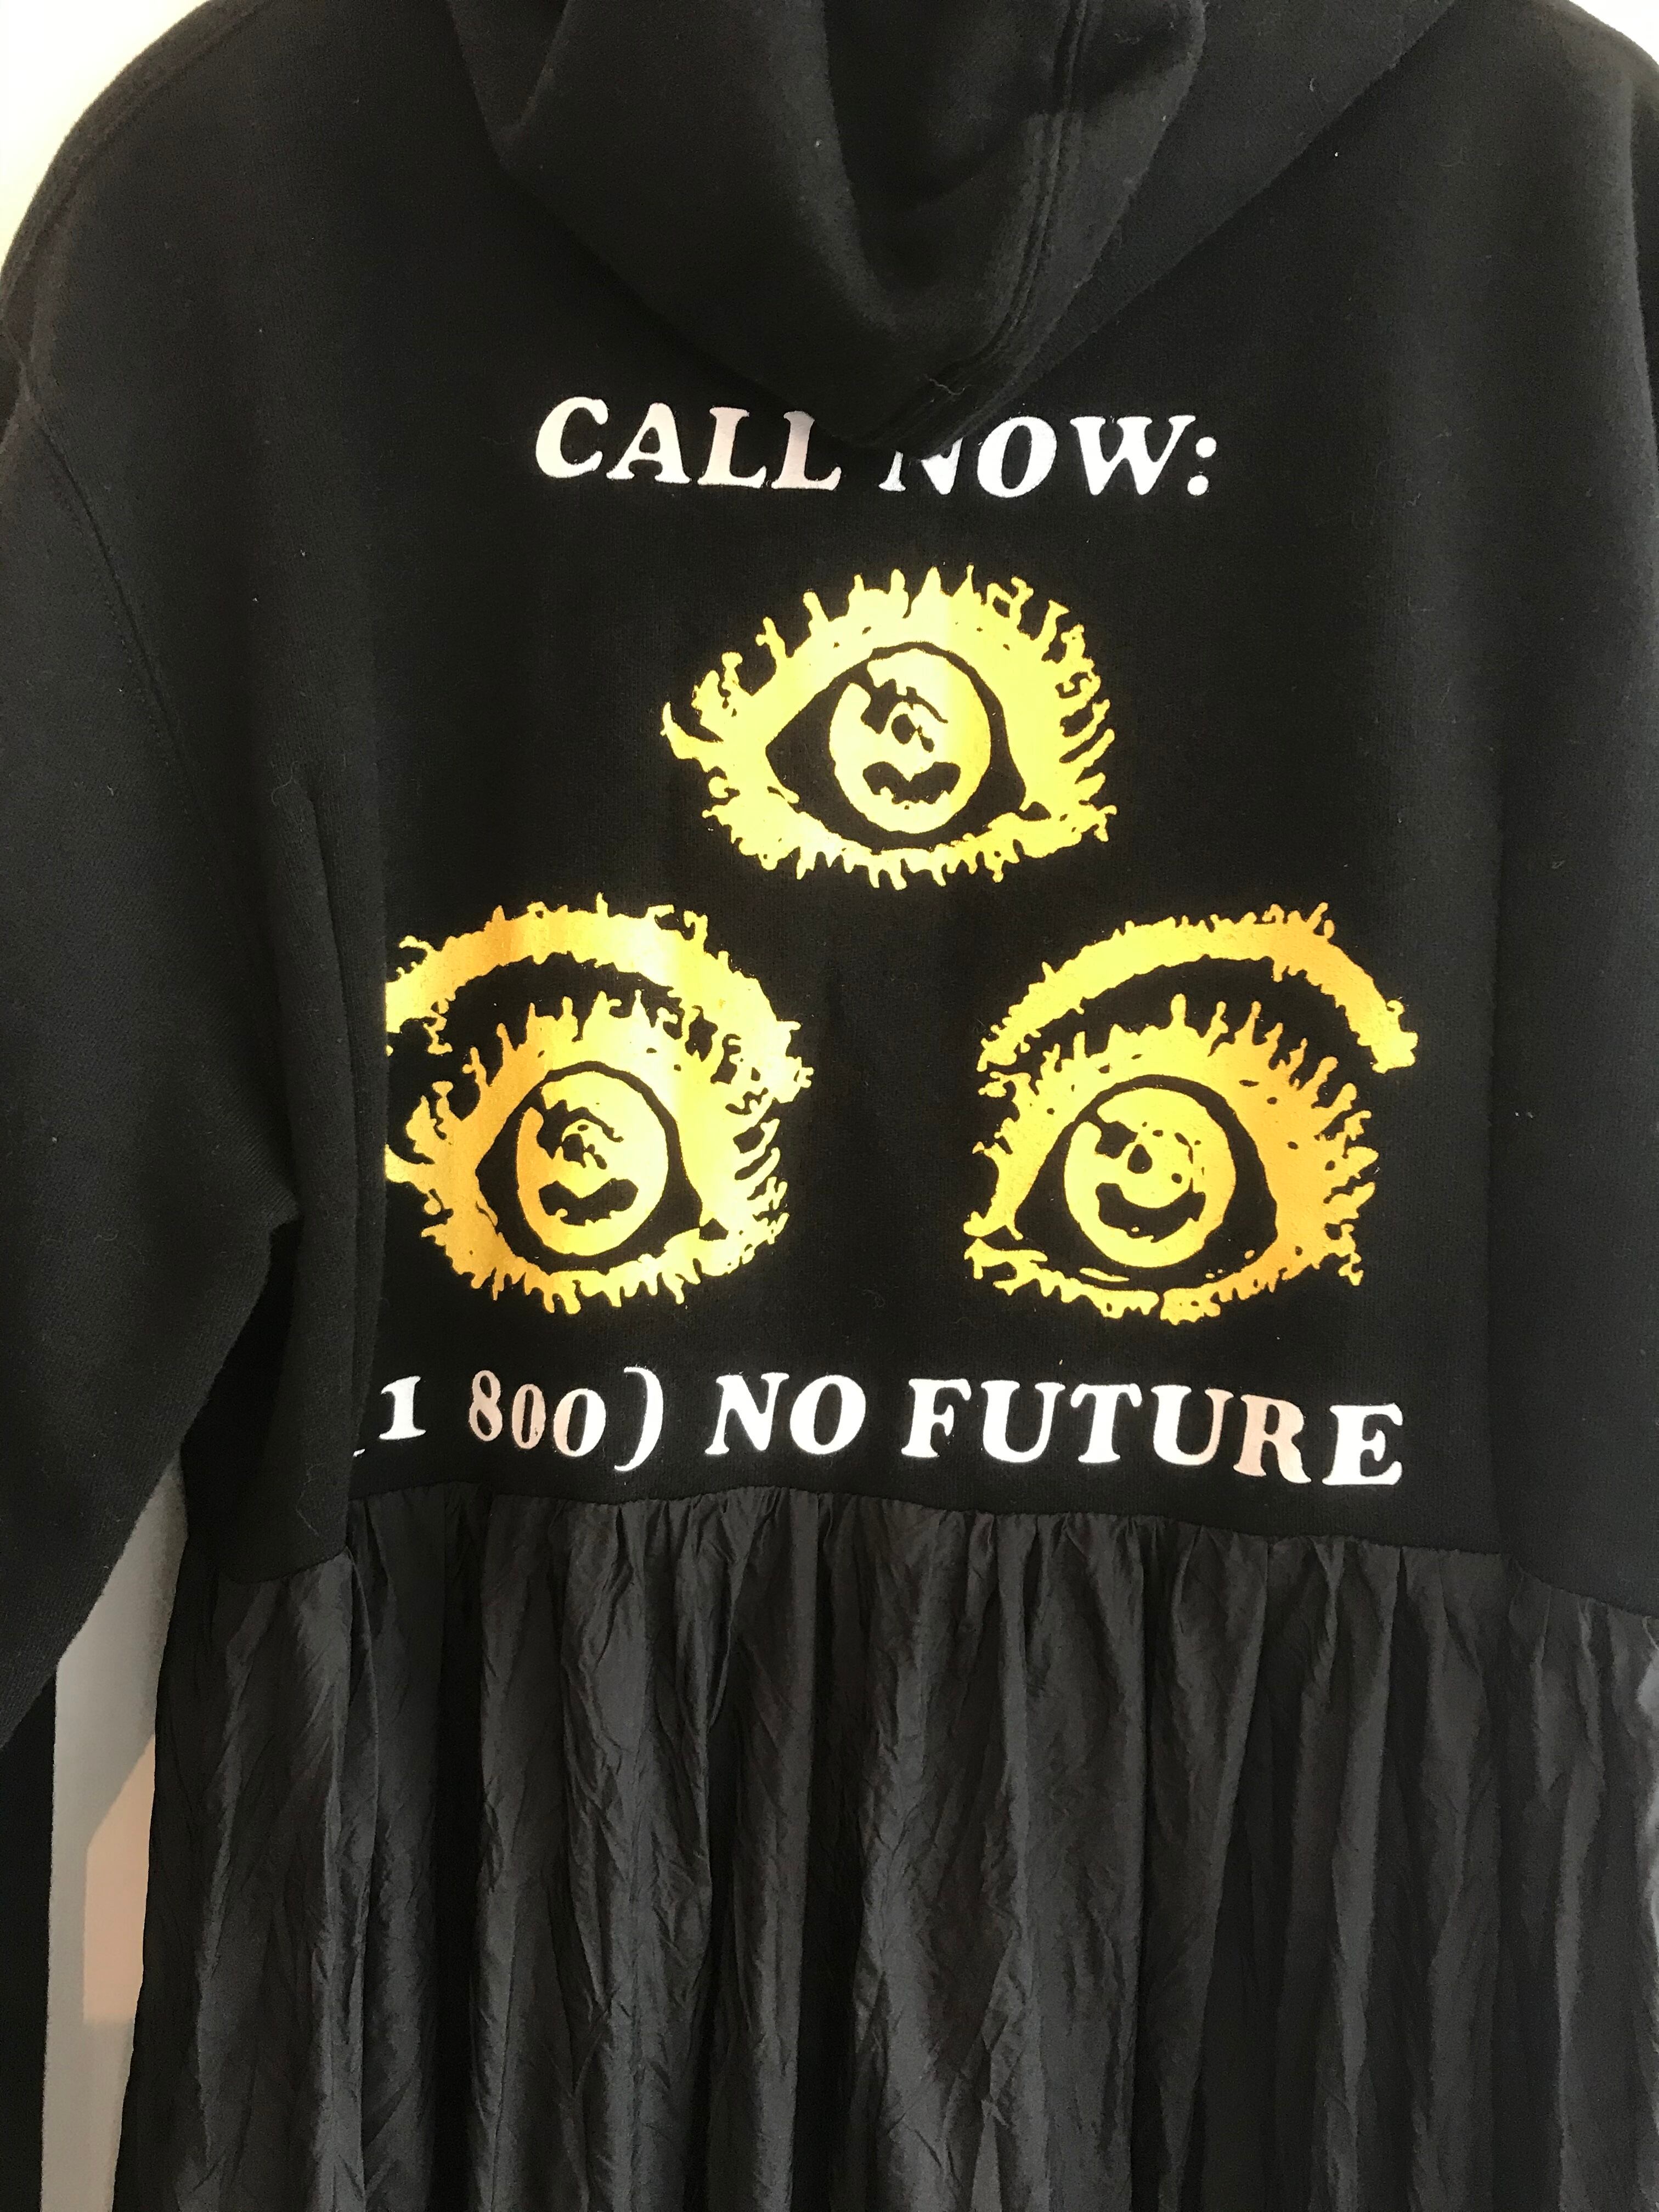 CALL NOW:
(1 800) NO FUTURE